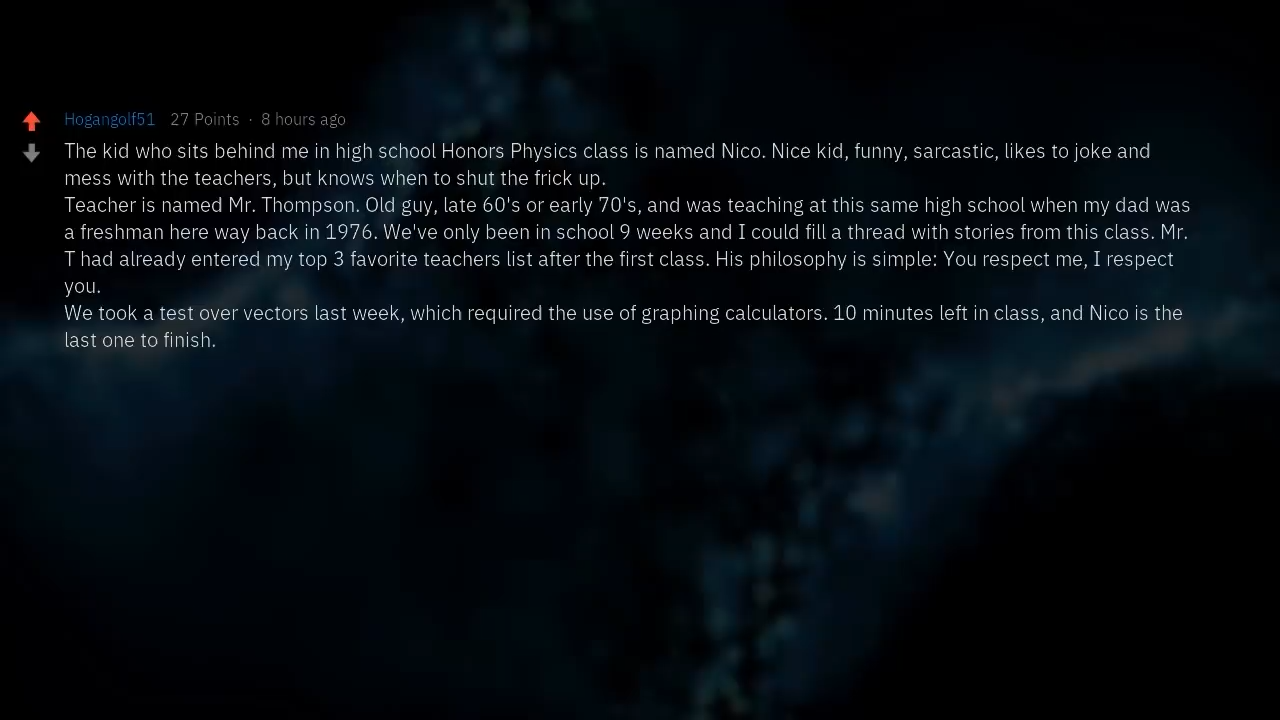 Hogangolf51 27 Points · 8 hours ago
The kid who sits behind me in high school Honors Physics class is named Nico. Nice kid, funny, sarcastic, likes to joke and
mess with the teachers, but knows when to shut the frick up.
Teacher is named Mr. Thompson. Old guy, late 60's or early 70's, and was teaching at this same high school when my dad was
a freshman here way back in 1976. We've only been in school 9 weeks and I could fill a thread with stories from this class. Mr.
T had already entered my top 3 favorite teachers list after the first class. His philosophy is simple: You respect me, I respect
you.
We took a test over vectors last week, which required the use of graphing calculators. 10 minutes left in class, and Nico is the
last one to finish.